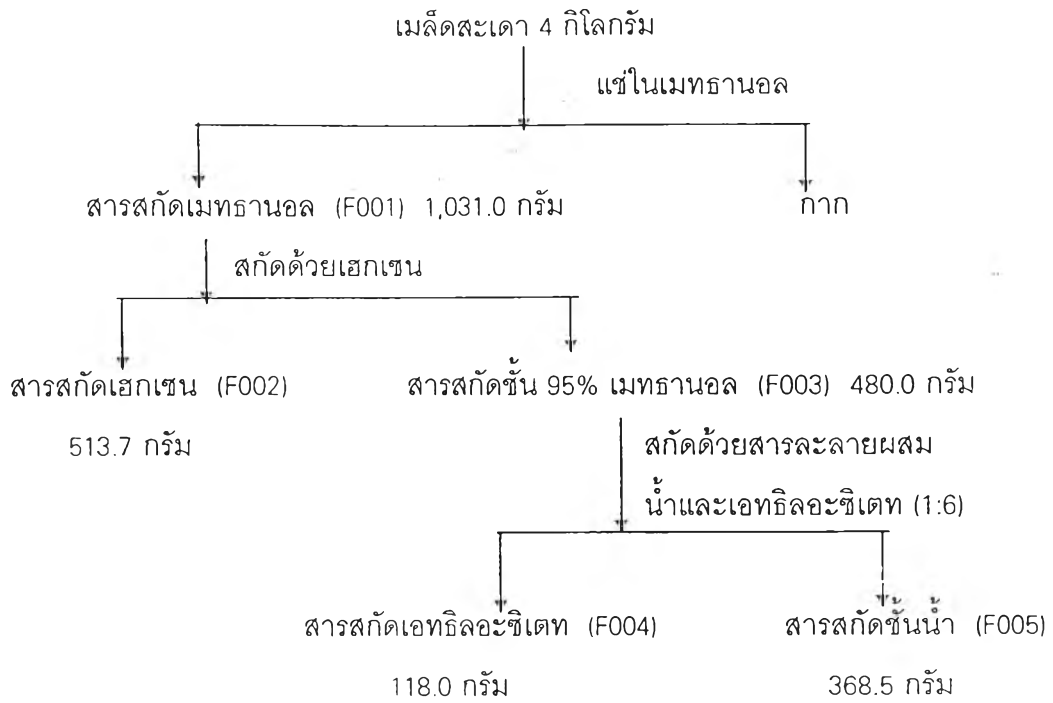 เมล็ดสะเดา 4 กิโลกรัม
แช่ในเมทธานอล
สารสกัดเมทธานอล (F001) 1,031.0 กรัม
กาก
สกัดด้วยเฮกเซน
สารสกัดเฮกเซน (F002)
สารสกัดชั้น 95% เมทธานอล (F003) 480.0 กรัม
513.7 กรัม
สกัดด้วยสารละลายผสม
น้ำและเอทธิลอะซิเตท (1:6)
สารสกัดเอทธิลอะซิเตท (F004)
สารสกัดชั้นน้ำ (F005)
118.0 กรัม
368.5 กรัม